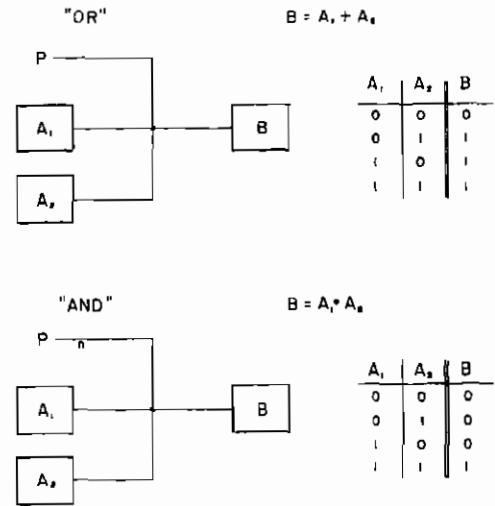 "OR"
B = A₁ + A₂
P
A₁
B
A₂
A₁ A₂ B
0 0 0
0 1 1
1 0 1
1 1 1
"AND"
B = A₁ • A₂
P n
A₁
B
A₂
A₁ A₂ B
0 0 0
0 1 0
1 0 0
1 1 1